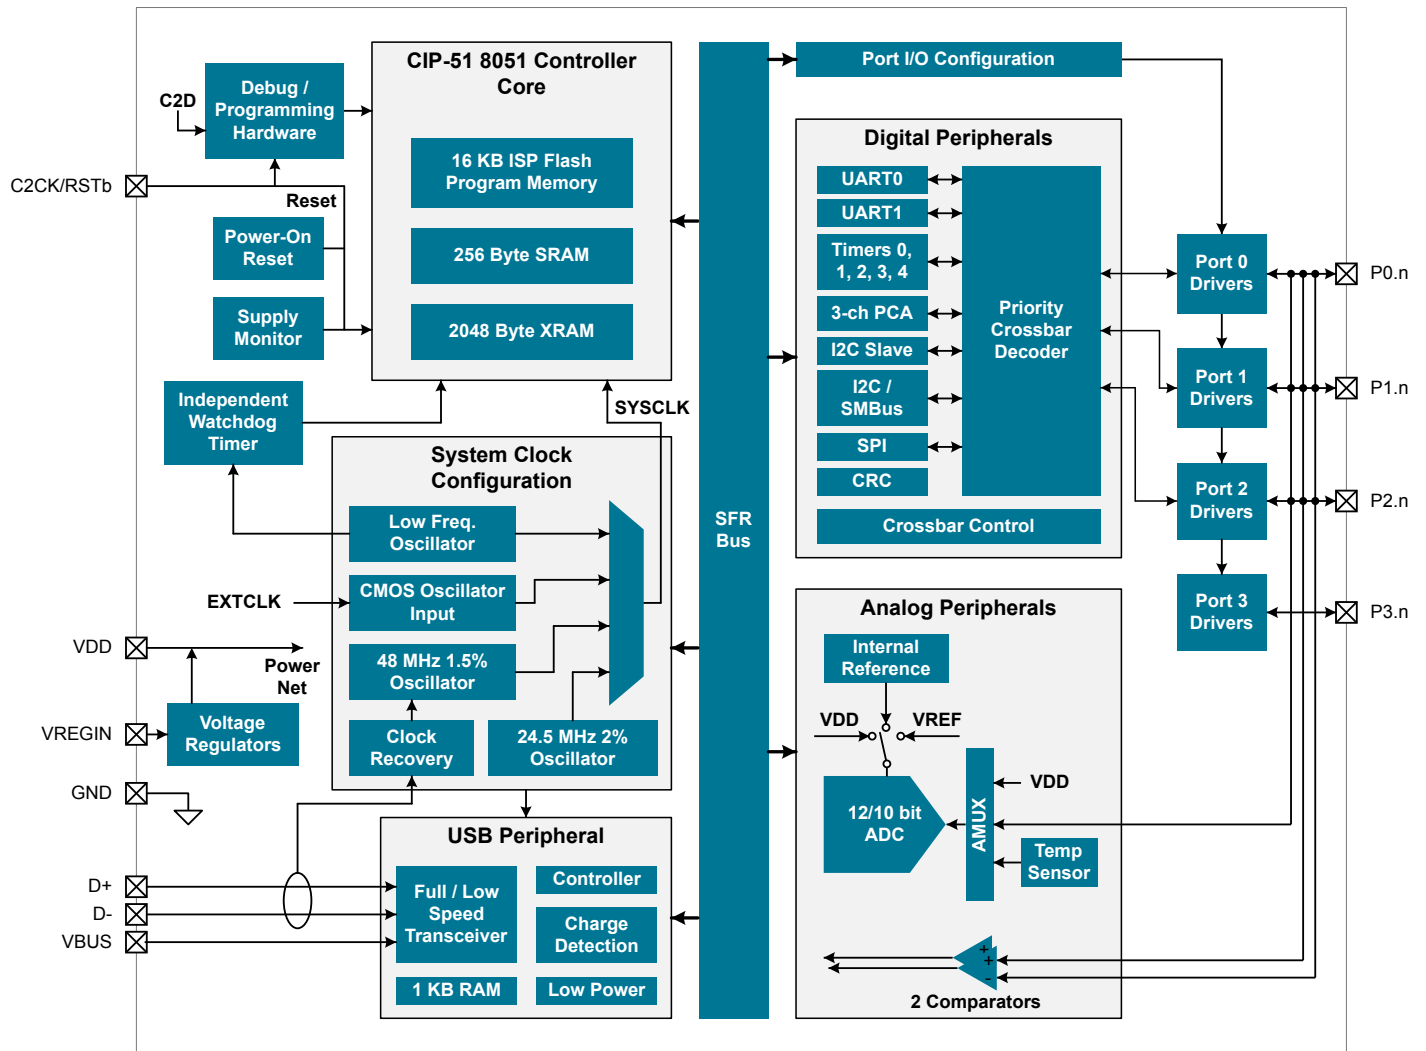 CIP-51 8051 Controller
Core
16 KB ISP Flash
Program Memory
256 Byte SRAM
2048 Byte XRAM
C2D
Debug /
Programming
Hardware
C2CK/RSTb
Reset
Power-On
Reset
Supply
Monitor
Independent
Watchdog
Timer
SYSCLK
System Clock
Configuration
Low Freq.
Oscillator
EXTCLK
CMOS Oscillator
Input
48 MHz 1.5%
Oscillator
Clock
Recovery
24.5 MHz 2%
Oscillator
VDD
Power
Net
VREGIN
Voltage
Regulators
GND
USB Peripheral
D+
D-
VBUS
Full / Low
Speed
Transceiver
Controller
Charge
Detection
1 KB RAM
Low Power
SFR
Bus
Port I/O Configuration
Digital Peripherals
UART0
UART1
Timers 0,
1, 2, 3, 4
3-ch PCA
I2C Slave
I2C /
SMBus
SPI
CRC
Priority
Crossbar
Decoder
Crossbar Control
Port 0
Drivers
P0.n
Port 1
Drivers
P1.n
Port 2
Drivers
P2.n
Port 3
Drivers
P3.n
Analog Peripherals
Internal
Reference
VDD
VREF
12/10 bit
ADC
AMUX
VDD
Temp
Sensor
+
+
-
2 Comparators